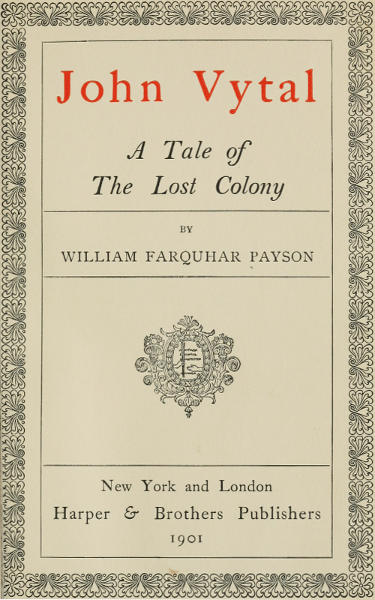 John Vytal
A Tale of
The Lost Colony
BY
WILLIAM FARQUHAR PAYSON
New York and London
Harper & Brothers Publishers
1901